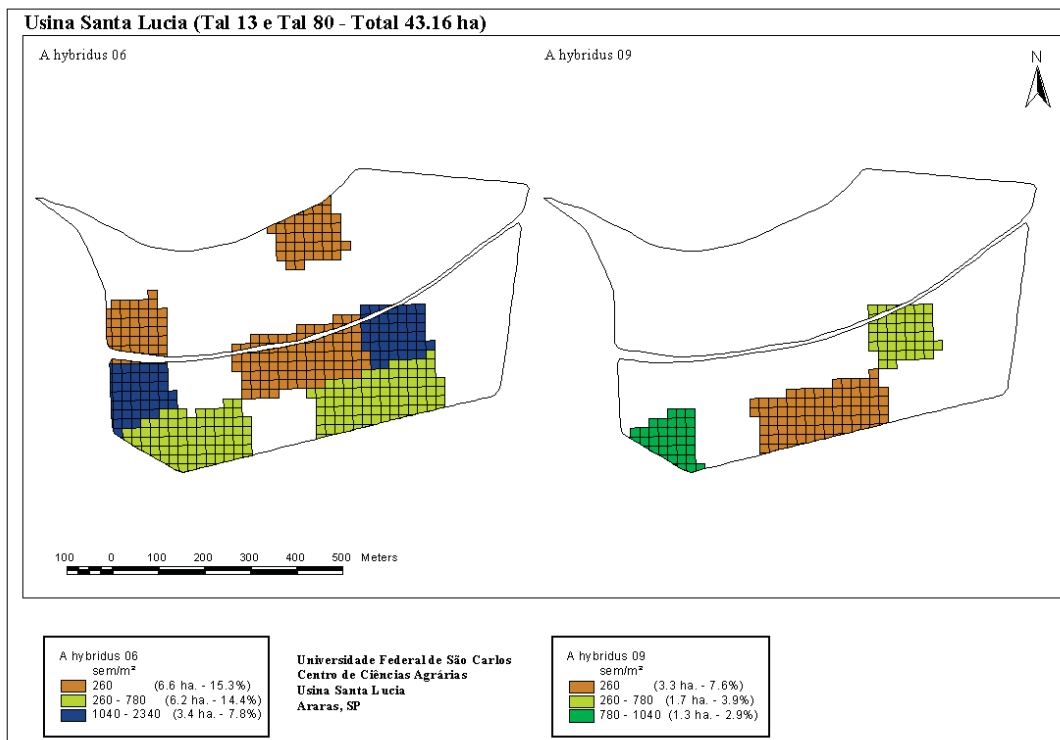 Usina Santa Lucia (Tal 13 e Tal 80 - Total 43.16 ha)
A hybridus 06
A hybridus 09
N
100 0 100 200 300 400 500 Meters
A hybridus 06
sem/m²
260 (6.6 ha. - 15.3%)
260 - 780 (6.2 ha. - 14.4%)
1040 - 2340 (3.4 ha. - 7.8%)
Universidade Federal de São Carlos
Centro de Ciências Agrárias
Usina Santa Lucia
Araras, SP
A hybridus 09
sem/m²
260 (3.3 ha. - 7.6%)
260 - 780 (1.7 ha. - 3.9%)
780 - 1040 (1.3 ha. - 2.9%)